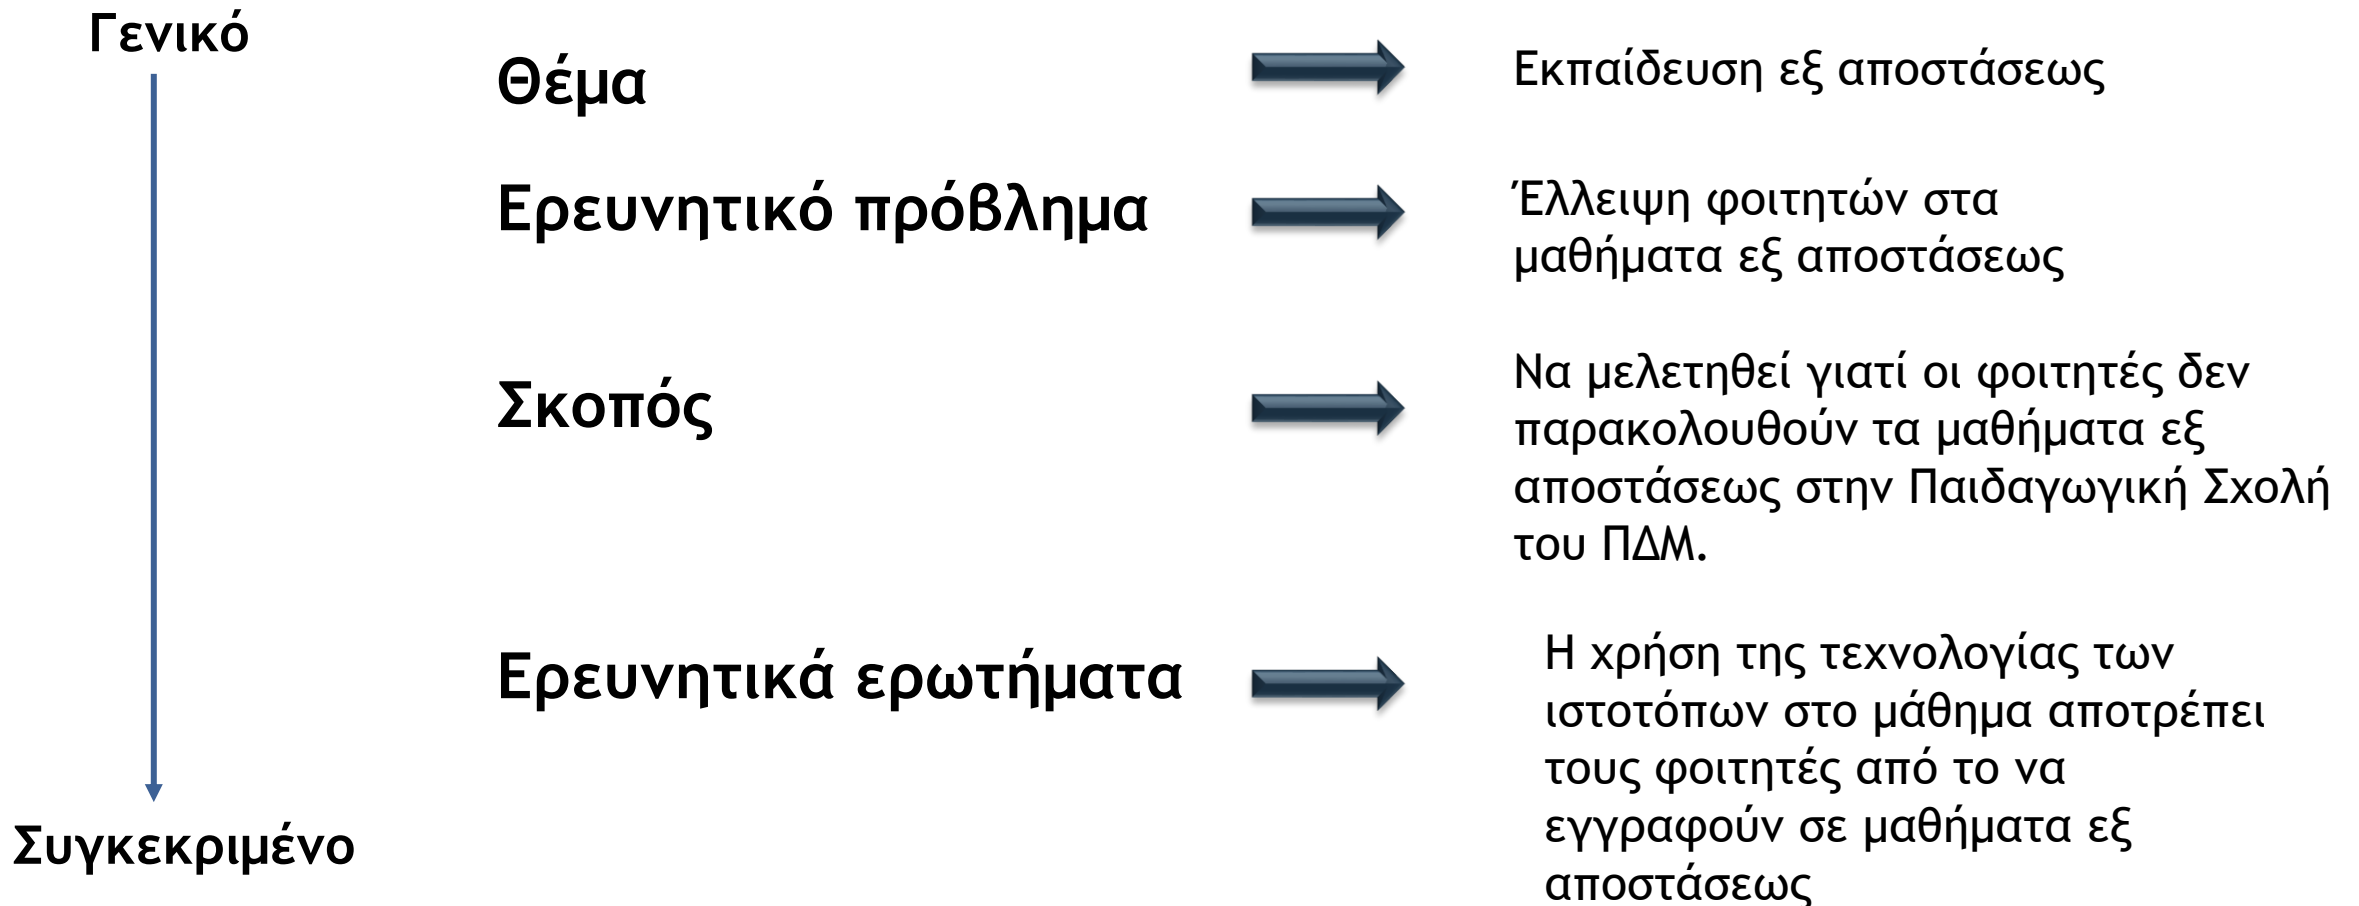 Γενικό
Θέμα
Εκπαίδευση εξ αποστάσεως
Ερευνητικό πρόβλημα
Έλλειψη φοιτητών στα
μαθήματα εξ αποστάσεως
Σκοπός
Να μελετηθεί γιατί οι φοιτητές δεν
παρακολουθούν τα μαθήματα εξ
αποστάσεως στην Παιδαγωγική Σχολή
του ΠΔΜ.
Ερευνητικά ερωτήματα
Η χρήση της τεχνολογίας των
ιστοτόπων στο μάθημα αποτρέπει
τους φοιτητές από το να
εγγραφούν σε μαθήματα εξ
αποστάσεως
Συγκεκριμένο